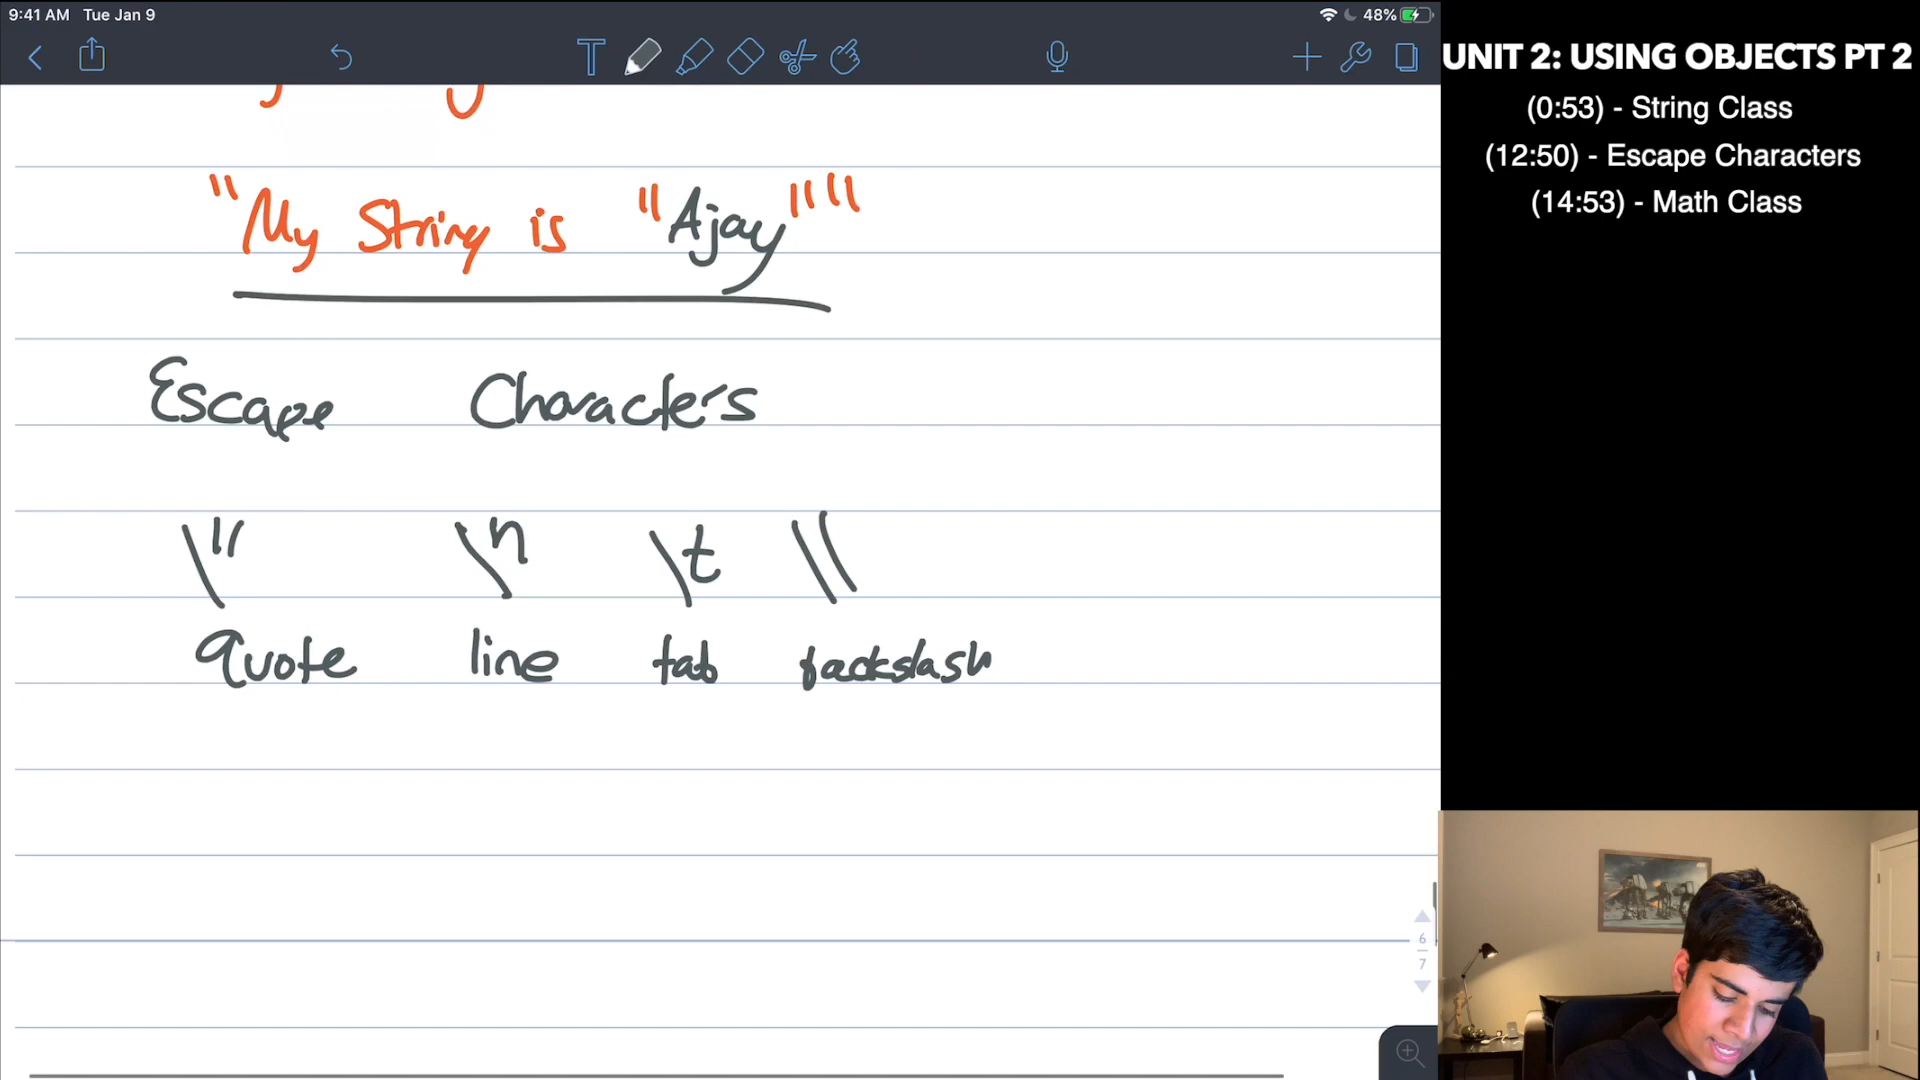 9:41 AM Tue Jan 9
48%
T
"My String is "Ajay""
Escape Characters
\" \n \t \\
quote line tab backslash
6
7
UNIT 2: USING OBJECTS PT 2
(0:53) - String Class
(12:50) - Escape Characters
(14:53) - Math Class